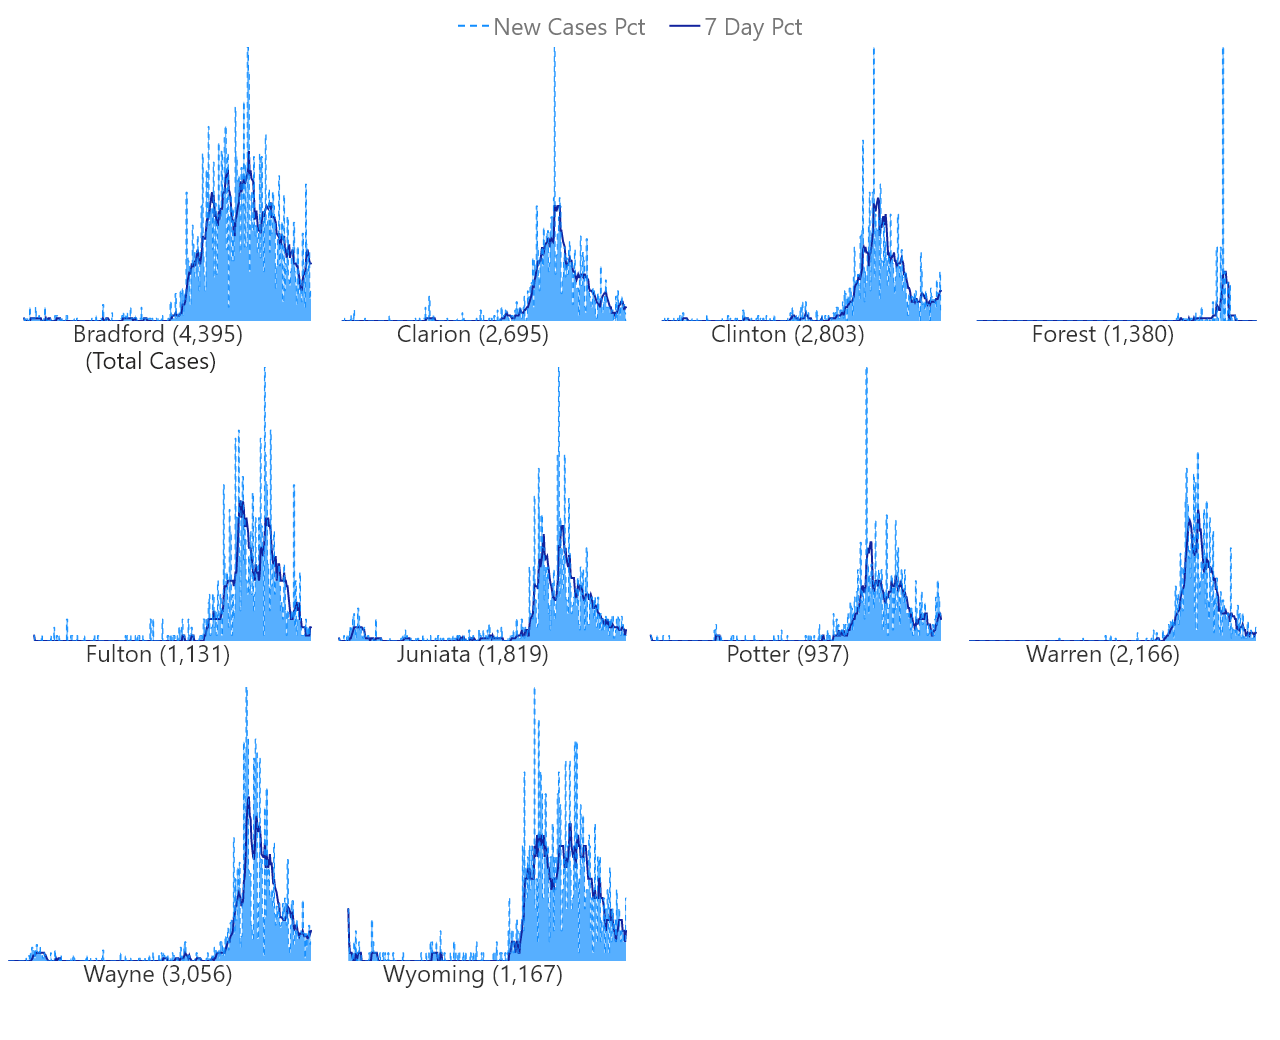 New Cases Pct 7 Day Pct
Bradford (4,395)
(Total Cases)
Clarion (2,695)
Clinton (2,803)
Forest (1,380)
Fulton (1,131)
Juniata (1,819)
Potter (937)
Warren (2,166)
Wayne (3,056)
Wyoming (1,167)